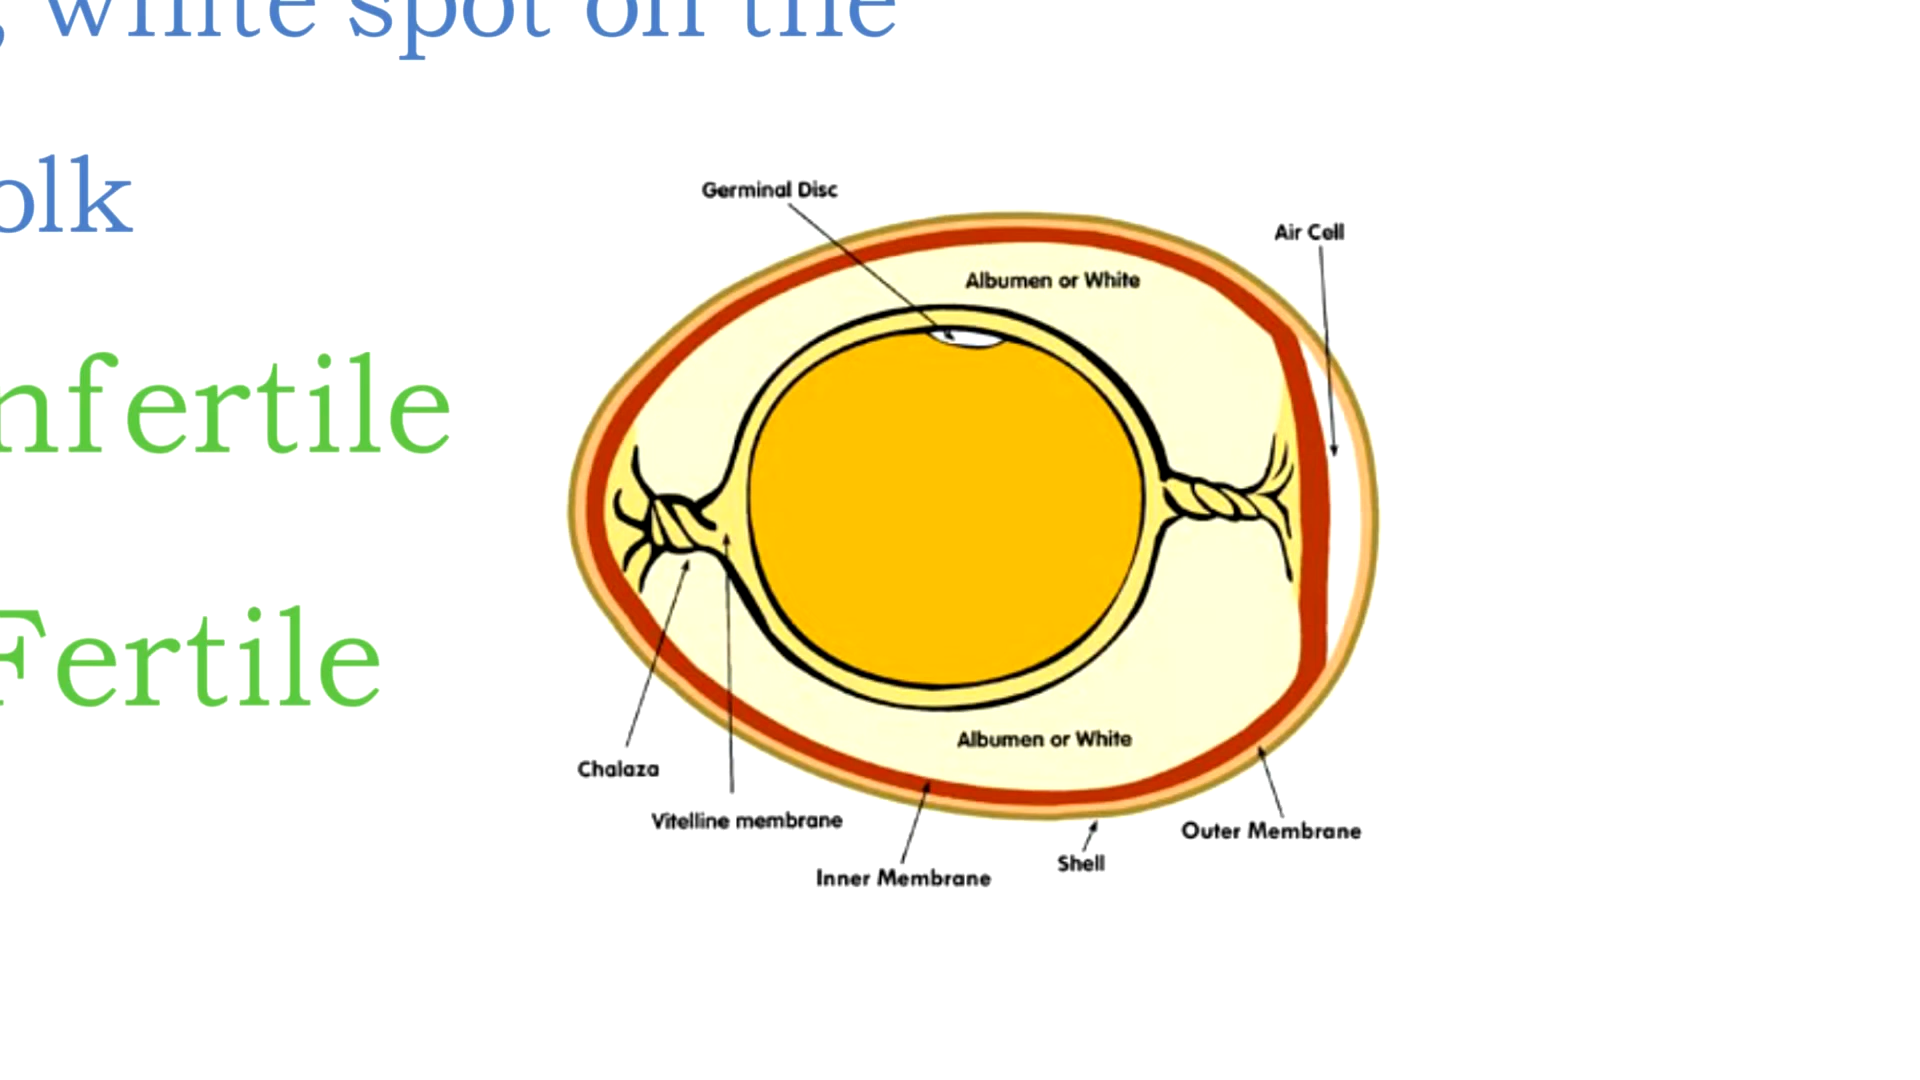 white spot on the
olk
nfertile
Fertile
Germinal Disc
Air Cell
Albumen or White
Albumen or White
Chalaza
Vitelline membrane
Outer Membrane
Shell
Inner Membrane